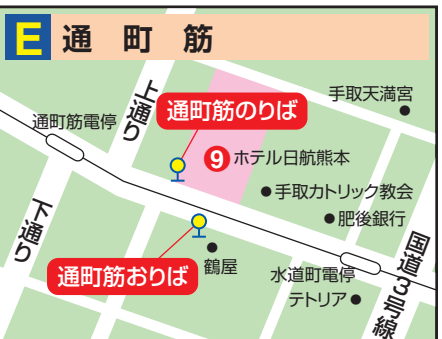 E 通町筋
手取天満宮
上通り
通町筋のりば
通町筋電停
9 ホテル日航熊本
手取カトリック教会
肥後銀行
下通り
国道3号線
鶴屋
通町筋おりば
水道町電停
テトリア